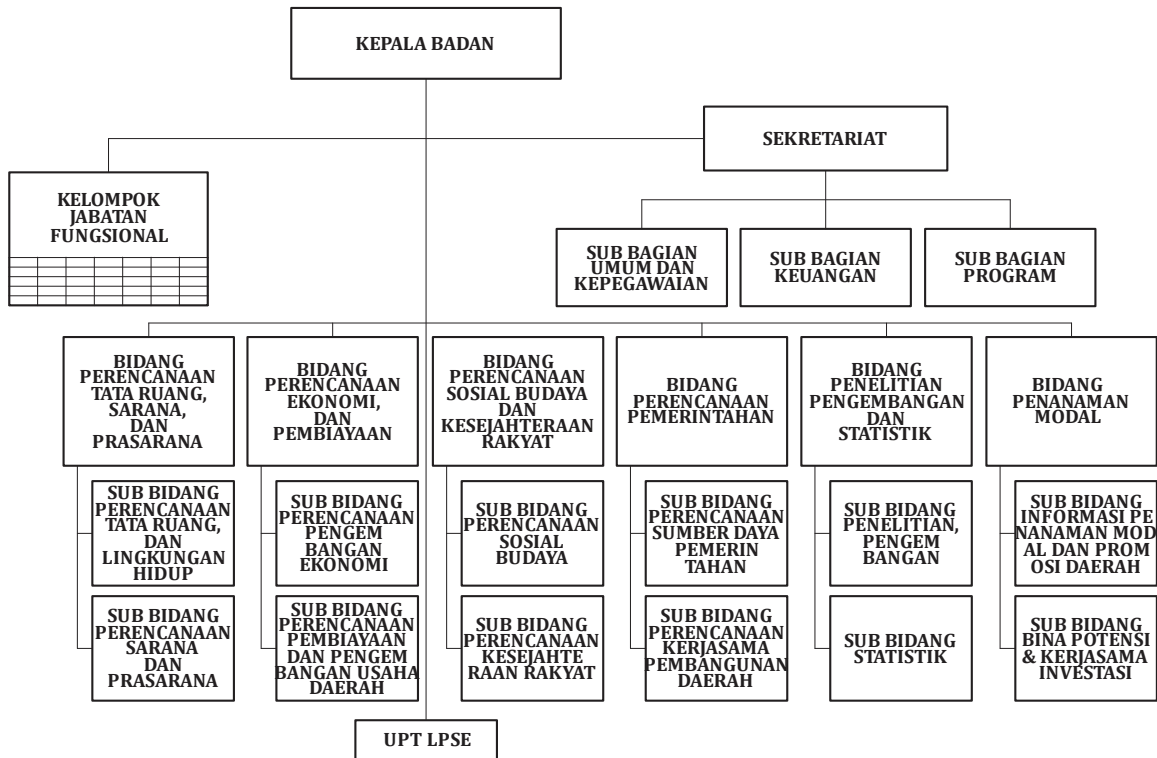 KEPALA BADAN
SEKRETARIAT
KELOMPOK
JABATAN
FUNGSIONAL
SUB BAGIAN
UMUM DAN
KEPEGAWAIAN
SUB BAGIAN
KEUANGAN
SUB BAGIAN
PROGRAM
BIDANG
PERENCANAAN
TATA RUANG,
SARANA,
DAN
PRASARANA
BIDANG
PERENCANAAN
EKONOMI,
DAN
PEMBIAYAAN
BIDANG
PERENCANAAN
SOSIAL BUDAYA
DAN
KESEJAHTERAAN
RAKYAT
BIDANG
PERENCANAAN
PEMERINTAHAN
BIDANG
PENELITIAN
PENGEMBANGAN
DAN
STATISTIK
BIDANG
PENANAMAN
MODAL
SUB BIDANG
PERENCANAAN
TATA RUANG,
DAN
LINGKUNGAN
HIDUP
SUB BIDANG
PERENCANAAN
PENGEM
BANGAN
EKONOMI
SUB BIDANG
PERENCANAAN
SOSIAL
BUDAYA
SUB BIDANG
PERENCANAAN
SUMBER DAYA
PEMERIN
TAHAN
SUB BIDANG
PENELITIAN,
PENGEM
BANGAN
SUB BIDANG
INFORMASI PE
NANAMAN MOD
AL DAN PROM
OSI DAERAH
SUB BIDANG
PERENCANAAN
SARANA
DAN
PRASARANA
SUB BIDANG
PERENCANAAN
PEMBIAYAAN
DAN PENGEM
BANGAN USAHA
DAERAH
SUB BIDANG
PERENCANAAN
KESEJAHTE
RAAN RAKYAT
SUB BIDANG
PERENCANAAN
KERJASAMA
PEMBANGUNAN
DAERAH
SUB BIDANG
STATISTIK
SUB BIDANG
BINA POTENSI
& KERJASAMA
INVESTASI
UPT LPSE